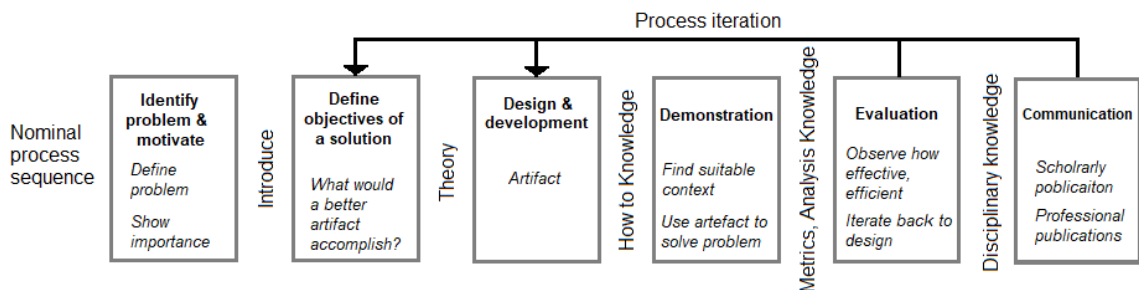 Process iteration
Nominal
process
sequence
Identify
problem &
motivate
Define
problem
Show
importance
Introduce
Define
objectives of
a solution
What would
a better
artifact
accomplish?
Theory
Design &
development
Artifact
How to Knowledge
Demonstration
Find suitable
context
Use artefact to
solve problem
Metrics, Analysis Knowledge
Evaluation
Observe how
effective,
efficient
Iterate back to
design
Disciplinary knowledge
Communication
Scholrarly
poblicaiton
Professional
publications